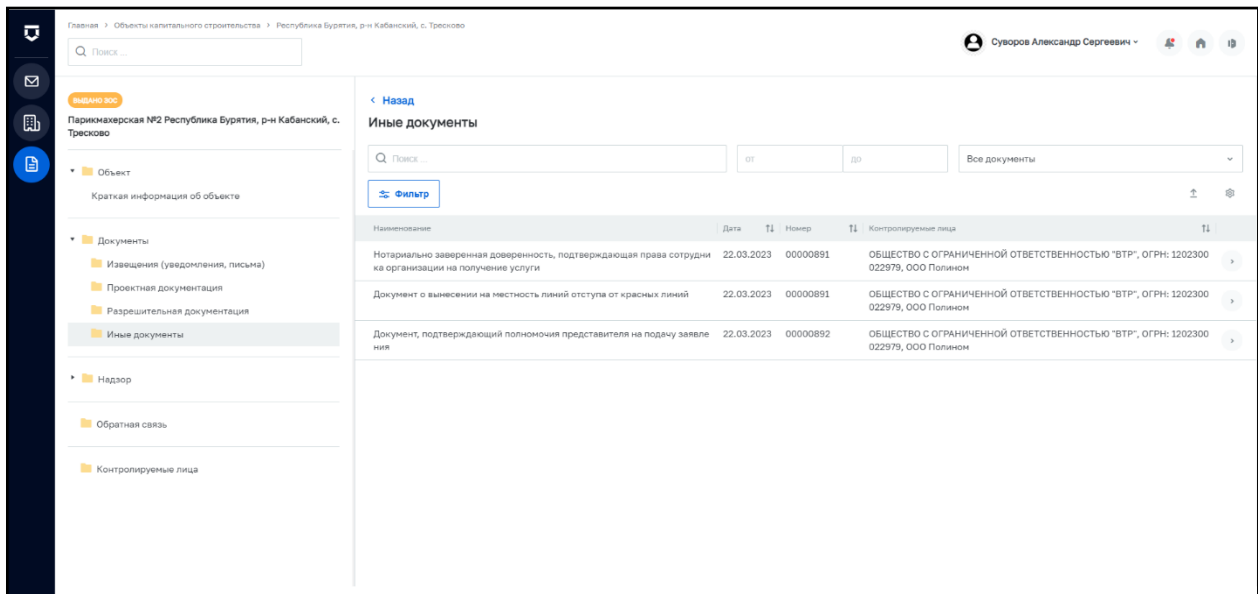 Главная > Объекты капитального строительства > Республика Бурятия, р-н Кабанский, с. Тресково
Поиск ...
Суворов Александр Сергеевич
ВЫДАНО ЗОС
Парикмахерская №2 Республика Бурятия, р-н Кабанский, с.
Тресково
Объект
Краткая информация об объекте
Документы
Извещения (уведомления, письма)
Проектная документация
Разрешительная документация
Иные документы
Надзор
Обратная связь
Контролируемые лица
< Назад
Иные документы
Поиск ...
от
до
Все документы
Фильтр
Наименование Дата Номер Контролируемые лица
Нотариально заверенная доверенность, подтверждающая права сотрудни 22.03.2023 00000891 ОБЩЕСТВО С ОГРАНИЧЕННОЙ ОТВЕТСТВЕННОСТЬЮ "ВТР", ОГРН: 1202300
ка организации на получение услуги 022979, ООО Полином
Документ о вынесении на местность линий отступа от красных линий 22.03.2023 00000891 ОБЩЕСТВО С ОГРАНИЧЕННОЙ ОТВЕТСТВЕННОСТЬЮ "ВТР", ОГРН: 1202300
022979, ООО Полином
Документ, подтверждающий полномочия представителя на подачу заявле 22.03.2023 00000892 ОБЩЕСТВО С ОГРАНИЧЕННОЙ ОТВЕТСТВЕННОСТЬЮ "ВТР", ОГРН: 1202300
ния 022979, ООО Полином